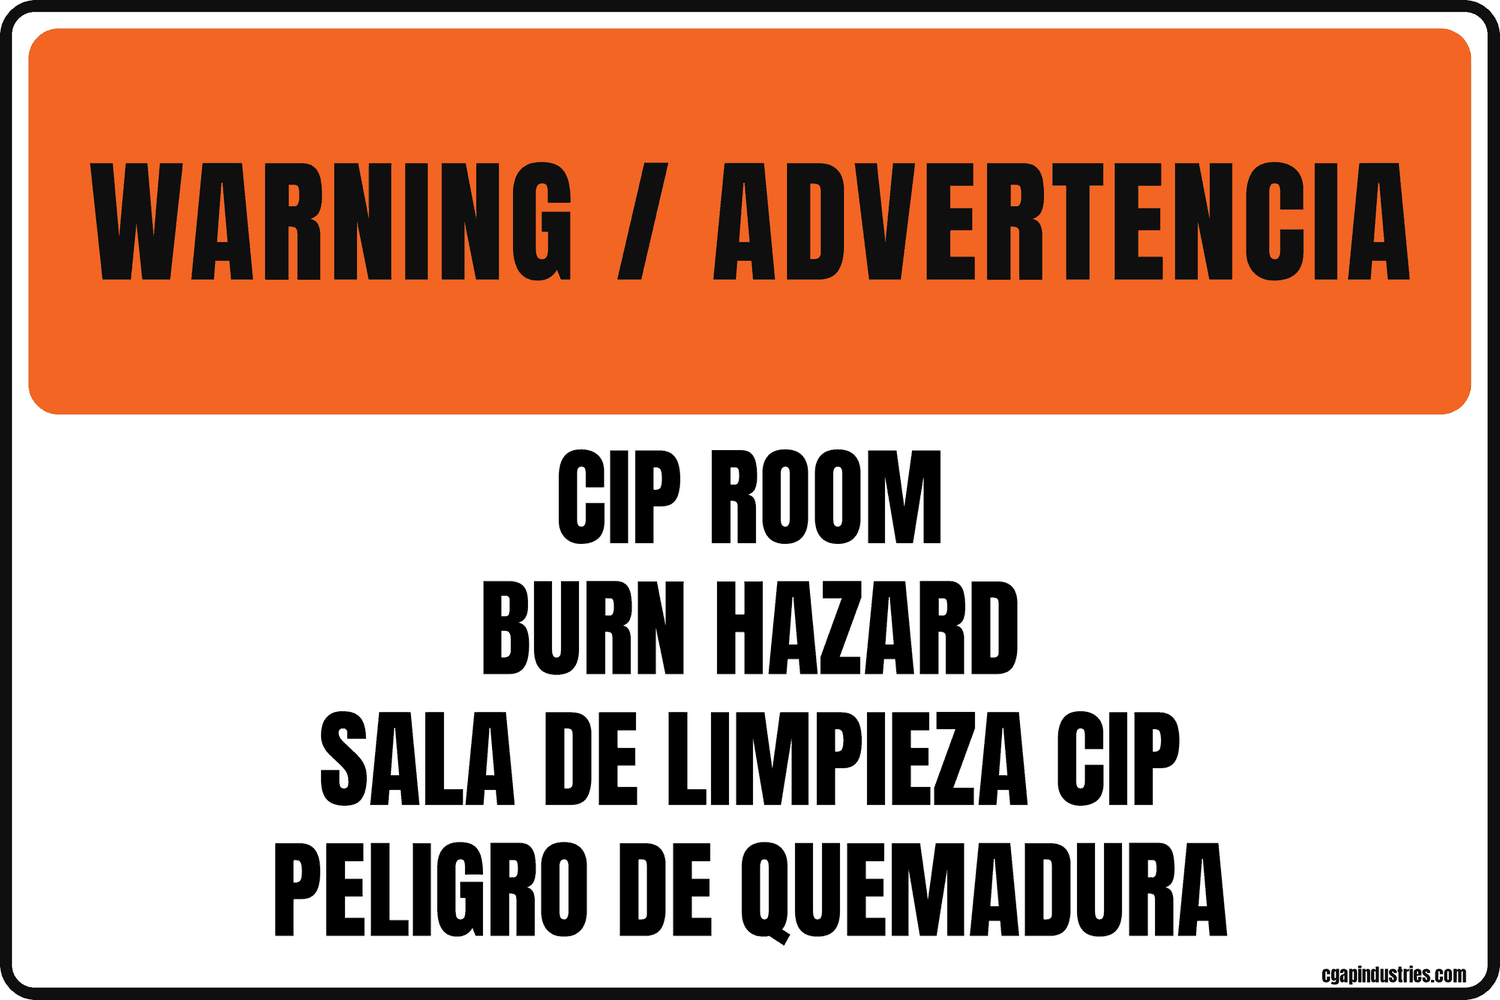 WARNING / ADVERTENCIA
CIP ROOM
BURN HAZARD
SALA DE LIMPIEZA CIP
PELIGRO DE QUEMADURA
cgapindustries.com